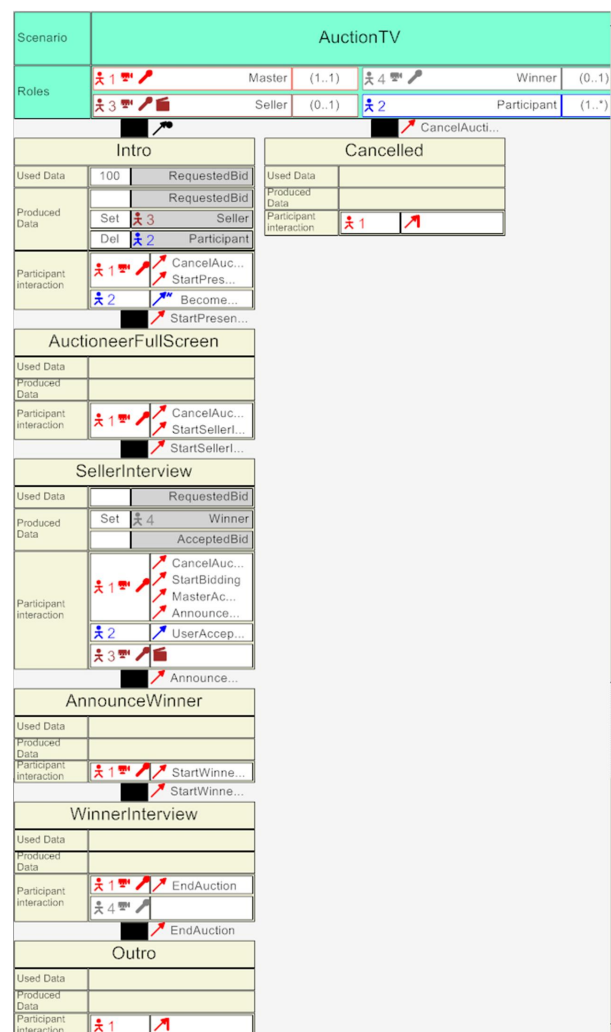 Scenario AuctionTV
Roles
1 Master (1..1) 4 Winner (0..1)
3 Seller (0..1) 2 Participant (1..*)
CancelAucti...
Intro
Used Data 100 RequestedBid
Produced Data
RequestedBid
Set 3 Seller
Del 2 Participant
Participant interaction
1 CancelAuc...
StartPres...
2 Become...
StartPresen...
Cancelled
Used Data
Produced Data
Participant interaction 1
AuctioneerFullScreen
Used Data
Produced Data
Participant interaction
1 CancelAuc...
StartSellerI...
StartSellerI...
SellerInterview
Used Data RequestedBid
Produced Data
Set 4 Winner
AcceptedBid
Participant interaction
1 CancelAuc...
StartBidding
MasterAc...
Announce...
2 UserAccep...
3
Announce...
AnnounceWinner
Used Data
Produced Data
Participant interaction
1 StartWinne...
StartWinne...
WinnerInterview
Used Data
Produced Data
Participant interaction
1 EndAuction
4
EndAuction
Outro
Used Data
Produced Data
Participant interaction
1